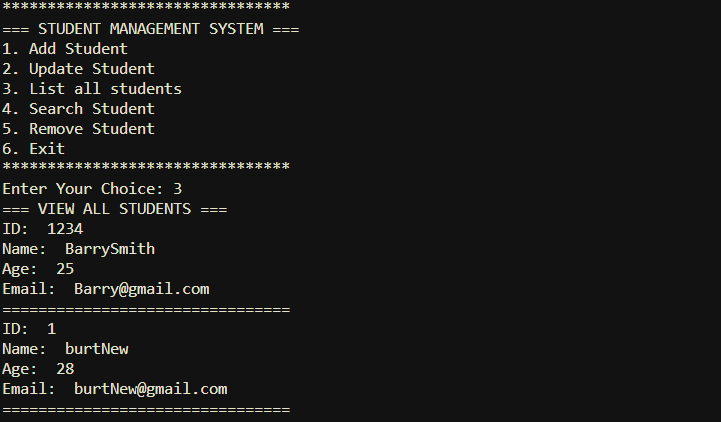 ********************************
=== STUDENT MANAGEMENT SYSTEM ===
1. Add Student
2. Update Student
3. List all students
4. Search Student
5. Remove Student
6. Exit
********************************
Enter Your Choice: 3
=== VIEW ALL STUDENTS ===
ID:  1234
Name:  BarrySmith
Age:  25
Email:  Barry@gmail.com
================================
ID:  1
Name:  burtNew
Age:  28
Email:  burtNew@gmail.com
================================